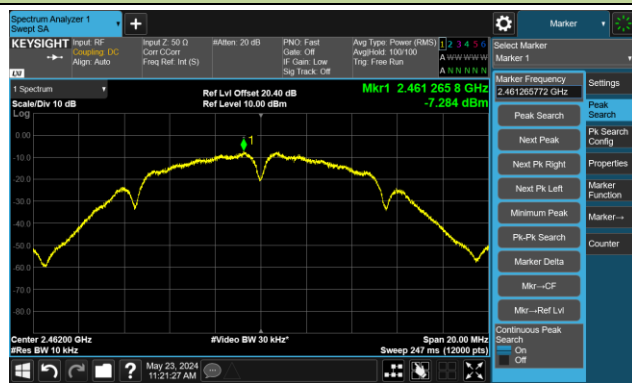 Spectrum Analyzer 1
Swept SA
+
Marker
KEYSIGHT
Input: RF
Coupling: DC
Align: Auto
Input Z: 50 Ω
Corr CCorr
Freq Ref: Int (S)
#Atten: 20 dB
PNO: Fast
Gate: Off
IF Gain: Low
Sig Track: Off
Avg Type: Power (RMS)
Avg|Hold: 100/100
Trig: Free Run
1 2 3 4 5 6
A W W W W W
A N N N N N
LXI
Select Marker
Marker 1
1 Spectrum
Scale/Div 10 dB
Log
Ref Lvl Offset 20.40 dB
Ref Level 10.00 dBm
Mkr1 2.461 265 8 GHz
-7.284 dBm
0.00
-10.0
-20.0
-30.0
-40.0
-50.0
-60.0
-70.0
-80.0
1
Center 2.46200 GHz
#Res BW 10 kHz
#Video BW 30 kHz*
Span 20.00 MHz
Sweep 247 ms (12000 pts)
Marker Frequency
2.461265772 GHz
Peak Search
Next Peak
Next Pk Right
Next Pk Left
Minimum Peak
Pk-Pk Search
Marker Delta
Mkr→CF
Mkr→Ref Lvl
Continuous Peak
Search
On
Off
Settings
Peak
Search
Pk Search
Config
Properties
Marker
Function
Marker→
Counter
?
May 23, 2024
11:21:27 AM